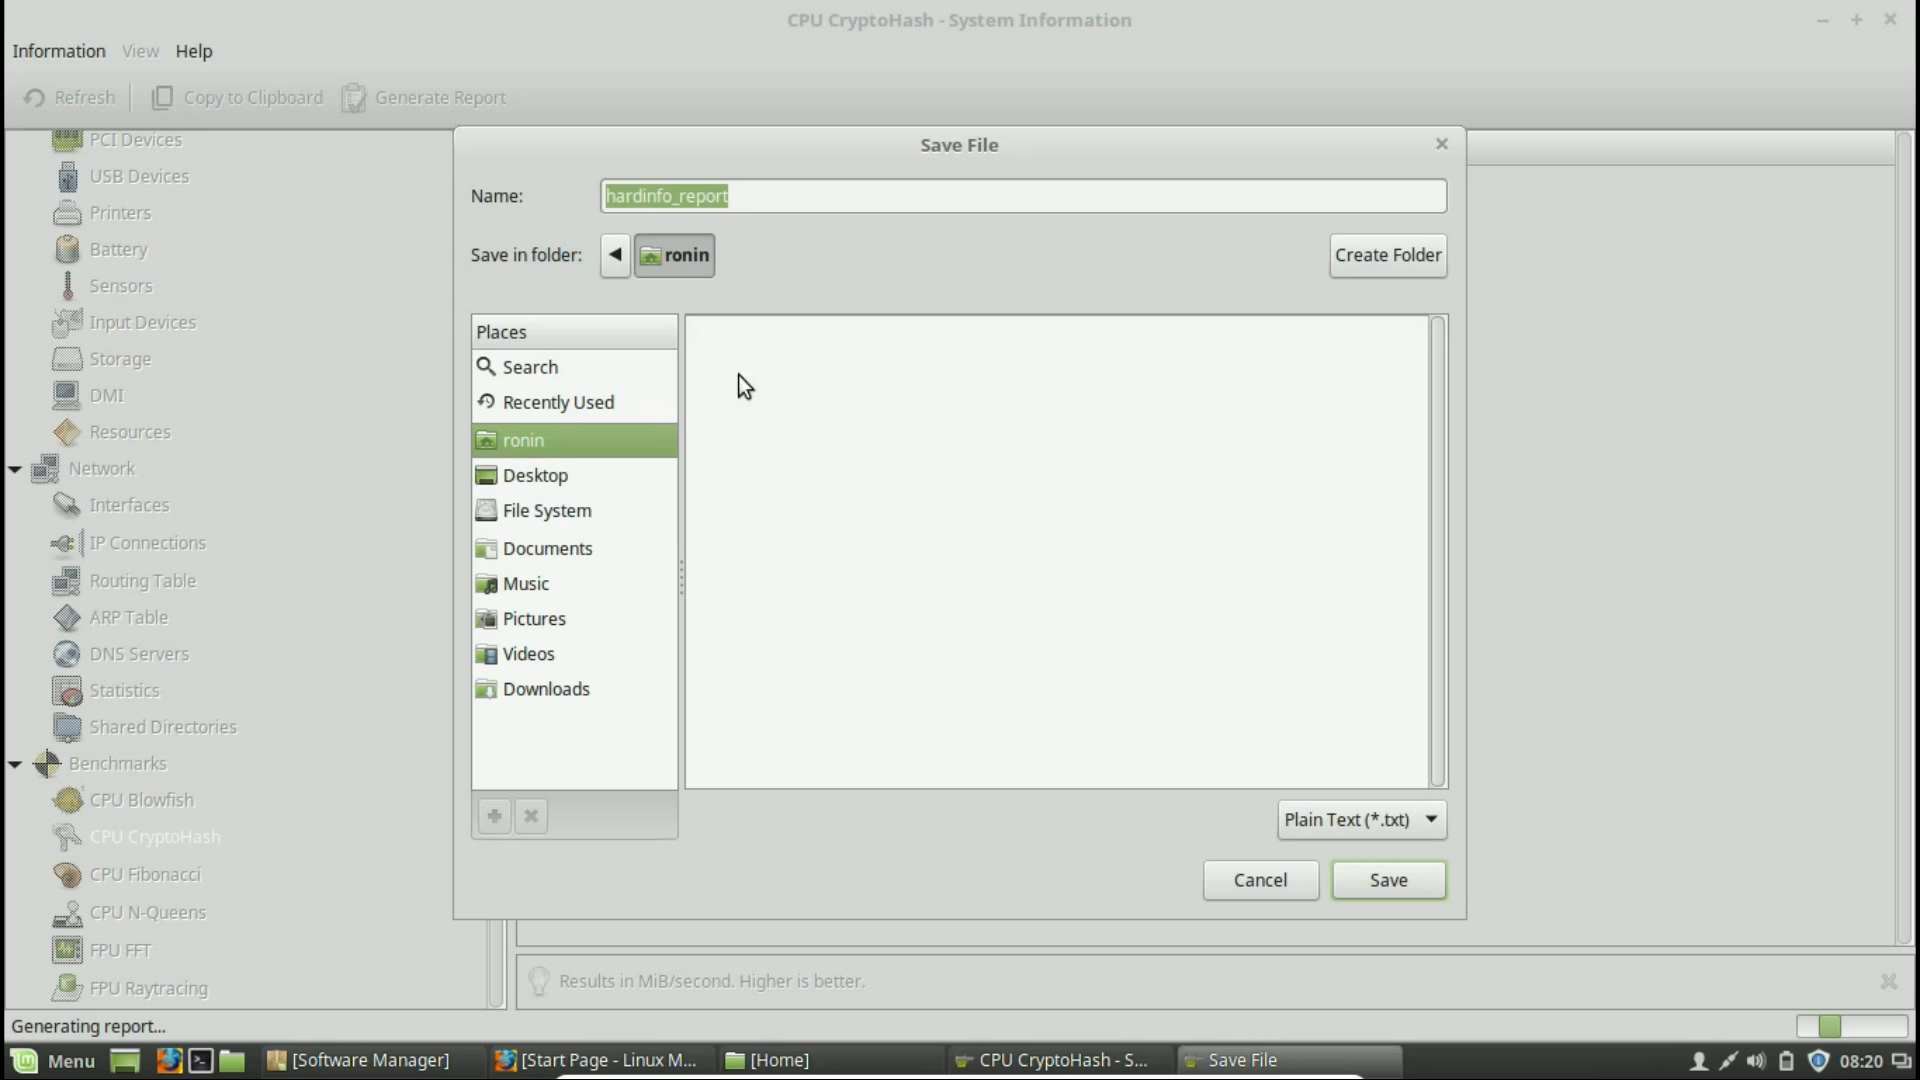 CPU CryptoHash - System Information
Information View Help
Refresh Copy to Clipboard Generate Report
PCI Devices
USB Devices
Printers
Battery
Sensors
Input Devices
Storage
DMI
Resources
Network
Interfaces
IP Connections
Routing Table
ARP Table
DNS Servers
Statistics
Shared Directories
Benchmarks
CPU Blowfish
CPU CryptoHash
CPU Fibonacci
CPU N-Queens
FPU FFT
FPU Raytracing
Save File
Name: hardinfo_report
Save in folder: ronin Create Folder
Places
Search
Recently Used
ronin
Desktop
File System
Documents
Music
Pictures
Videos
Downloads
Plain Text (*.txt)
Cancel Save
Results in MiB/second. Higher is better.
Generating report...
Menu [Software Manager] [Start Page - Linux M... [Home] CPU CryptoHash - S... Save File 08:20